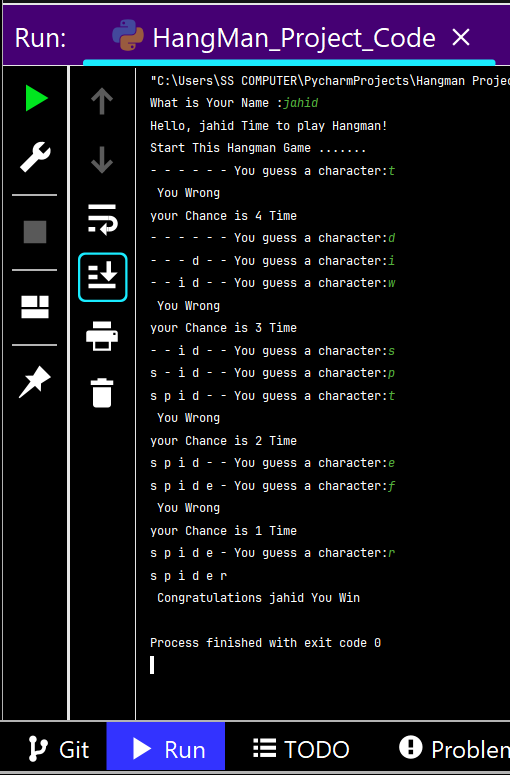 Run: HangMan_Project_Code
"C:\Users\SS COMPUTER\PycharmProjects\Hangman Projec
What is Your Name :jahid
Hello, jahid Time to play Hangman!
Start This Hangman Game .......
- - - - - - You guess a character:t
You Wrong
your Chance is 4 Time
- - - - - - You guess a character:d
- - - d - - You guess a character:i
- - i d - - You guess a character:w
You Wrong
your Chance is 3 Time
- - i d - - You guess a character:s
s - i d - - You guess a character:p
s p i d - - You guess a character:t
You Wrong
your Chance is 2 Time
s p i d - - You guess a character:e
s p i d e - You guess a character:f
You Wrong
your Chance is 1 Time
s p i d e - You guess a character:r
s p i d e r
Congratulations jahid You Win
Process finished with exit code 0
Git Run TODO Problem